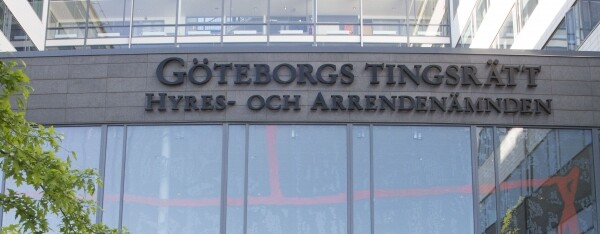 GÖTEBORGS TINGSRÄTT
HYRES- OCH ARRENDENÄMNDEN